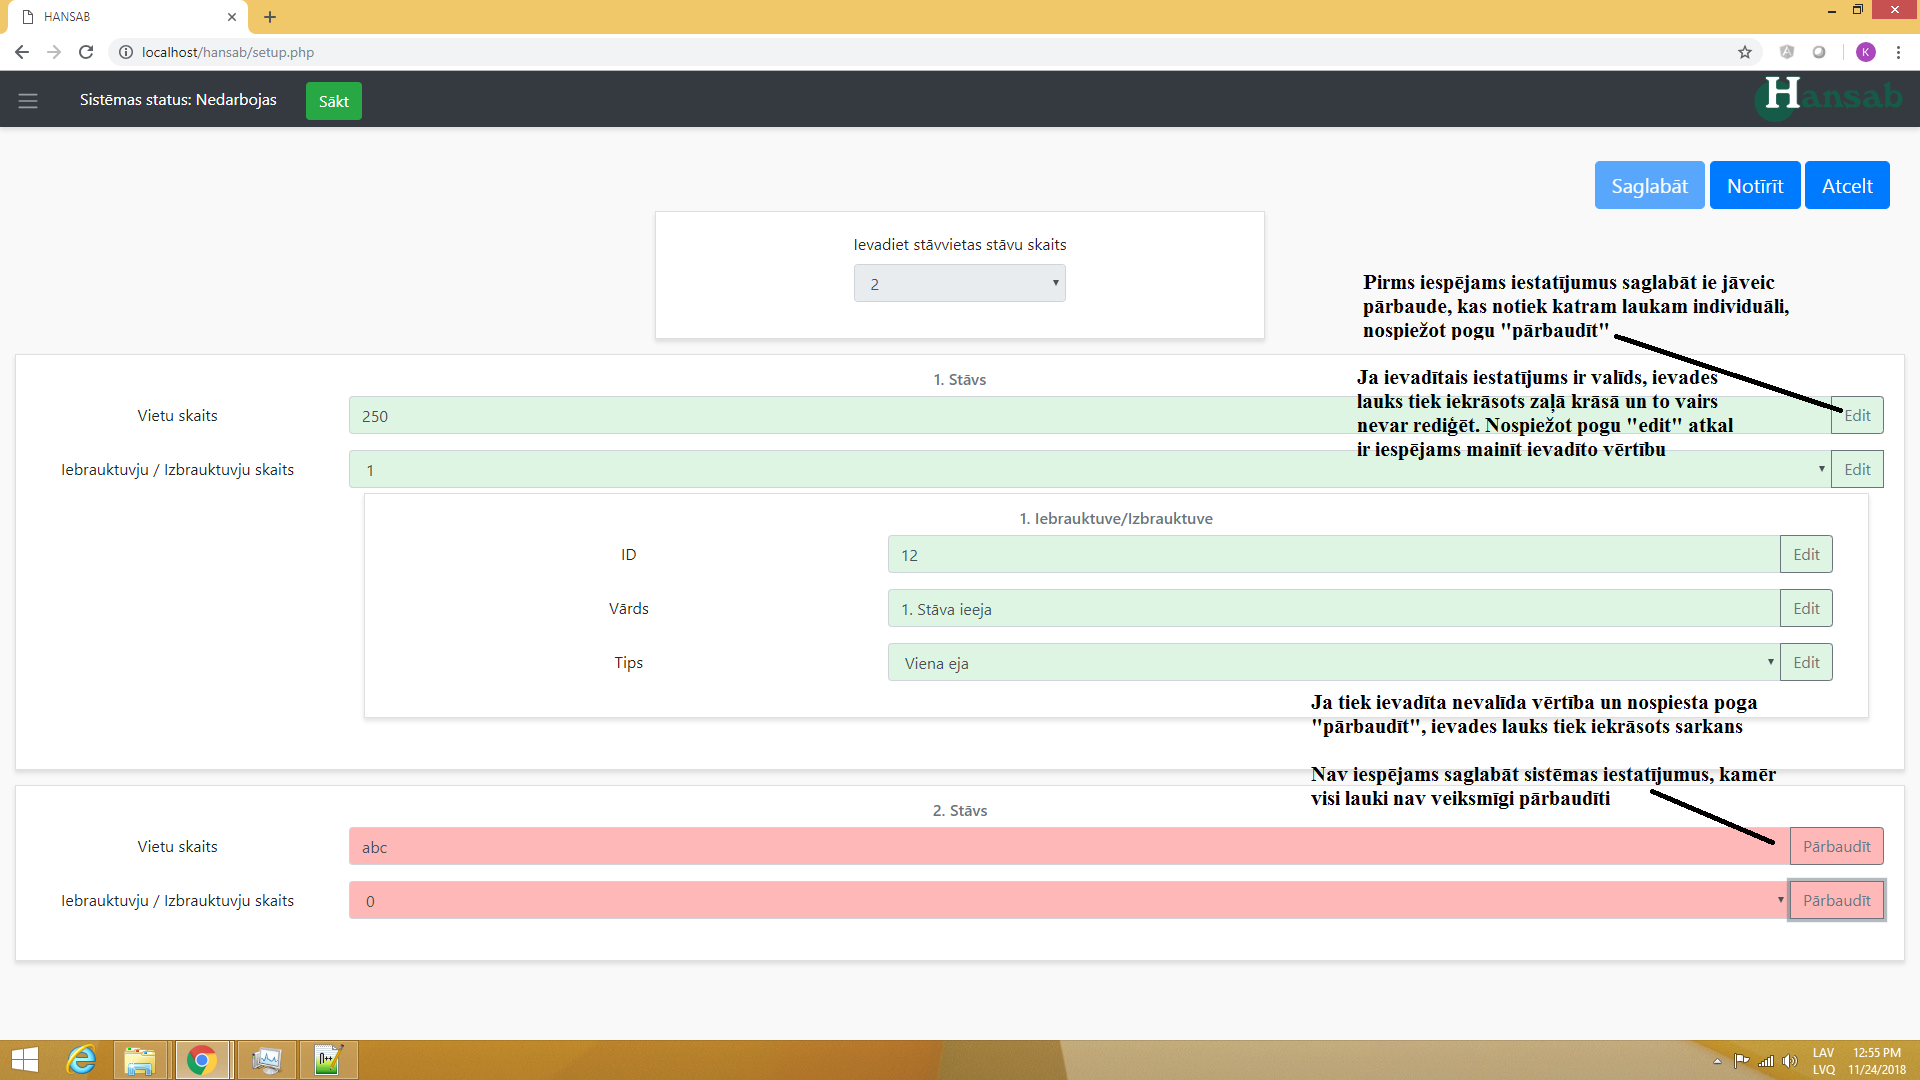 HANSAB
localhost/hansab/setup.php
K
Sistēmas status: Nedarbojas
Sākt
Hansab
Saglabāt
Notīrīt
Atcelt
Ievadiet stāvvietas stāvu skaits
2
Pirms iespējams iestatījumus saglabāt ie jāveic
pārbaude, kas notiek katram laukam individuāli,
nospiežot pogu "pārbaudīt"
1. Stāvs
Ja ievadītais iestatījums ir valīds, ievades
lauks tiek iekrāsots zaļā krāsā un to vairs
nevar rediģēt. Nospiežot pogu "edit" atkal
ir iespējams mainīt ievadīto vērtību
Vietu skaits
250
Edit
Iebrauktuvju / Izbrauktuvju skaits
1
Edit
1. Iebrauktuve/Izbrauktuve
ID
12
Edit
Vārds
1. Stāva ieeja
Edit
Tips
Viena eja
Edit
Ja tiek ievadīta nevalīda vērtība un nospiesta poga
"pārbaudīt", ievades lauks tiek iekrāsots sarkans
Nav iespējams saglabāt sistēmas iestatījumus, kamēr
visi lauki nav veiksmīgi pārbaudīti
2. Stāvs
Vietu skaits
abc
Pārbaudīt
Iebrauktuvju / Izbrauktuvju skaits
0
Pārbaudīt
LAV
LVQ
12:55 PM
11/24/2018